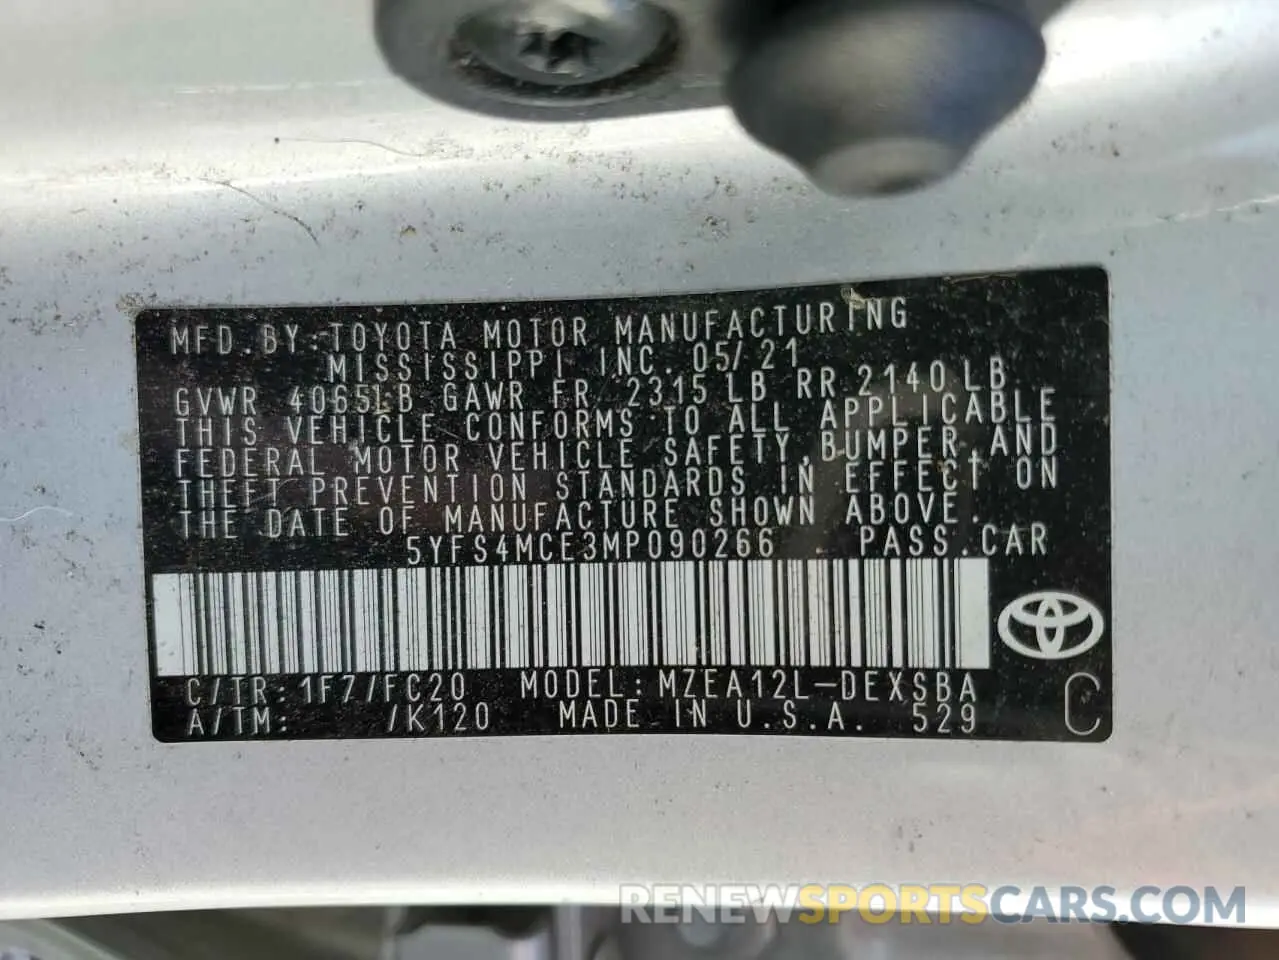 MFD.BY:TOYOTA MOTOR MANUFACTURING
MISSISSIPPI INC. 05/21
GVWR 4065LB GAWR FR 2315 LB RR 2140 LB
THIS VEHICLE CONFORMS TO ALL APPLICABLE
FEDERAL MOTOR VEHICLE SAFETY,BUMPER,AND
THEFT PREVENTION STANDARDS IN EFFECT ON
THE DATE OF MANUFACTURE SHOWN ABOVE.
5YFS4MCE3MP090266 PASS.CAR
C/TR:1F7/FC20 MODEL:MZEA12L-DEXSBA
A/TM: /K120 MADE IN U.S.A. 529
C
RENEWSPORTSCARS.COM